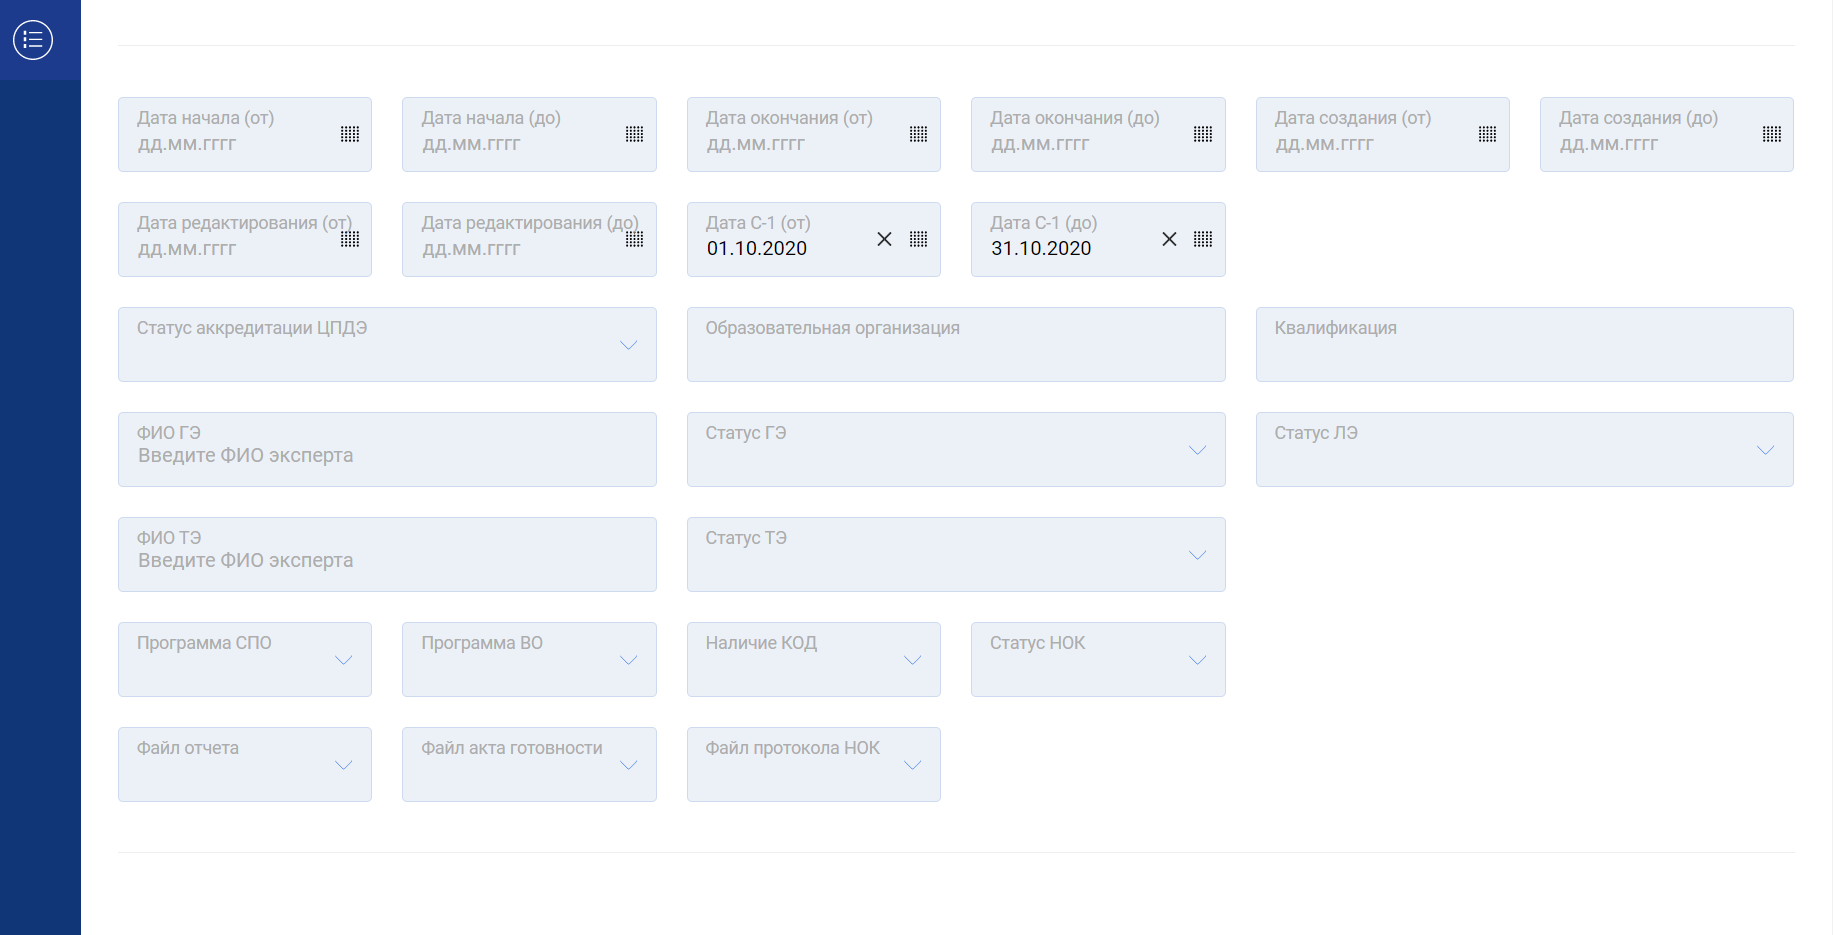 Дата начала (от)
дд.мм.гггг
Дата начала (до)
дд.мм.гггг
Дата окончания (от)
дд.мм.гггг
Дата окончания (до)
дд.мм.гггг
Дата создания (от)
дд.мм.гггг
Дата создания (до)
дд.мм.гггг
Дата редактирования (от)
дд.мм.гггг
Дата редактирования (до)
дд.мм.гггг
Дата С-1 (от)
01.10.2020
Дата С-1 (до)
31.10.2020
Статус аккредитации ЦПДЭ
Образовательная организация
Квалификация
ФИО ГЭ
Введите ФИО эксперта
Статус ГЭ
Статус ЛЭ
ФИО ТЭ
Введите ФИО эксперта
Статус ТЭ
Программа СПО
Программа ВО
Наличие КОД
Статус НОК
Файл отчета
Файл акта готовности
Файл протокола НОК